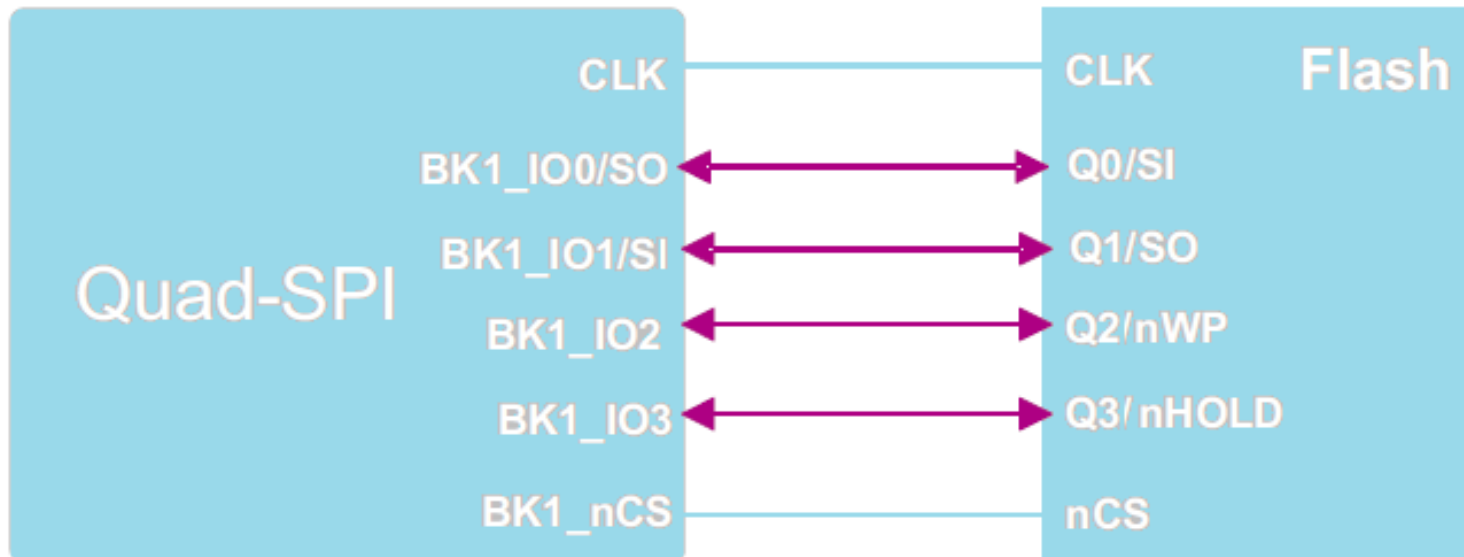 CLK
BK1_IO0/SO
BK1_IO1/SI
Quad-SPI
BK1_IO2
BK1_IO3
BK1_nCS
CLK
Flash
Q0/SI
Q1/SO
Q2/nWP
Q3/nHOLD
nCS